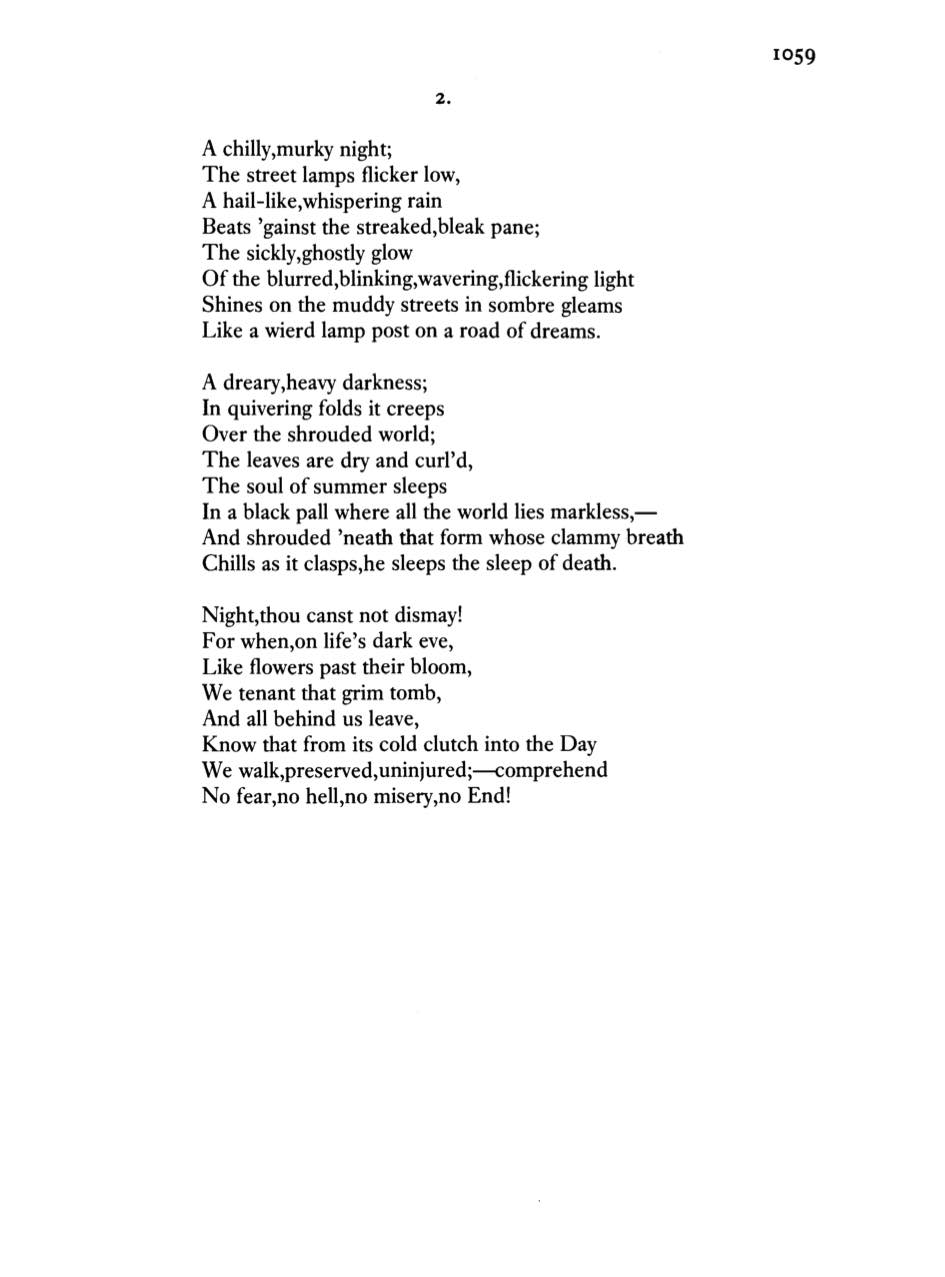 1059
2.
A chilly,murky night;
The street lamps flicker low,
A hail-like,whispering rain
Beats ’gainst the streaked,bleak pane;
The sickly,ghostly glow
Of the blurred,blinking,wavering,flickering light
Shines on the muddy streets in sombre gleams
Like a wierd lamp post on a road of dreams.
A dreary,heavy darkness;
In quivering folds it creeps
Over the shrouded world;
The leaves are dry and curl’d,
The soul of summer sleeps
In a black pall where all the world lies markless,—
And shrouded ’neath that form whose clammy breath
Chills as it clasps,he sleeps the sleep of death.
Night,thou canst not dismay!
For when,on life’s dark eve,
Like flowers past their bloom,
We tenant that grim tomb,
And all behind us leave,
Know that from its cold clutch into the Day
We walk,preserved,uninjured;—comprehend
No fear,no hell,no misery,no End!